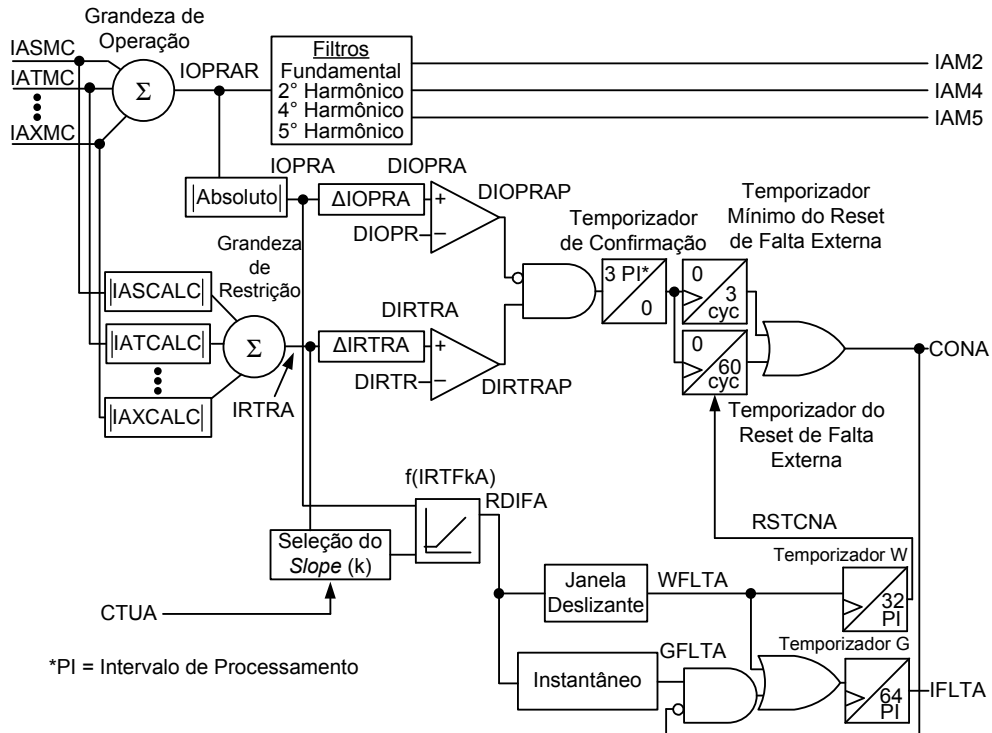 Grandeza de
Operação
IASMC
IATMC
IAXMC
Σ
IOPRAR
Filtros
Fundamental
2° Harmônico
4° Harmônico
5° Harmônico
IAM2
IAM4
IAM5
|Absoluto|
IOPRA
ΔIOPRA
DIOPRA
+
DIOPR
−
DIOPRAP
Temporizador
de Confirmação
3 PI*
0
Temporizador
Mínimo do Reset
de Falta Externa
0
3
cyc
0
60
cyc
CONA
Temporizador do
Reset de Falta
Externa
Grandeza
de
Restrição
|IASCALC|
|IATCALC|
|IAXCALC|
Σ
IRTRA
ΔIRTRA
DIRTRA
+
DIRTR
−
DIRTRAP
f(IRTFkA)
RDIFA
Seleção do
Slope (k)
CTUA
RSTCNA
Janela
Deslizante
WFLTA
Temporizador W
32
PI
Instantâneo
GFLTA
Temporizador G
64
PI
IFLTA
*PI = Intervalo de Processamento